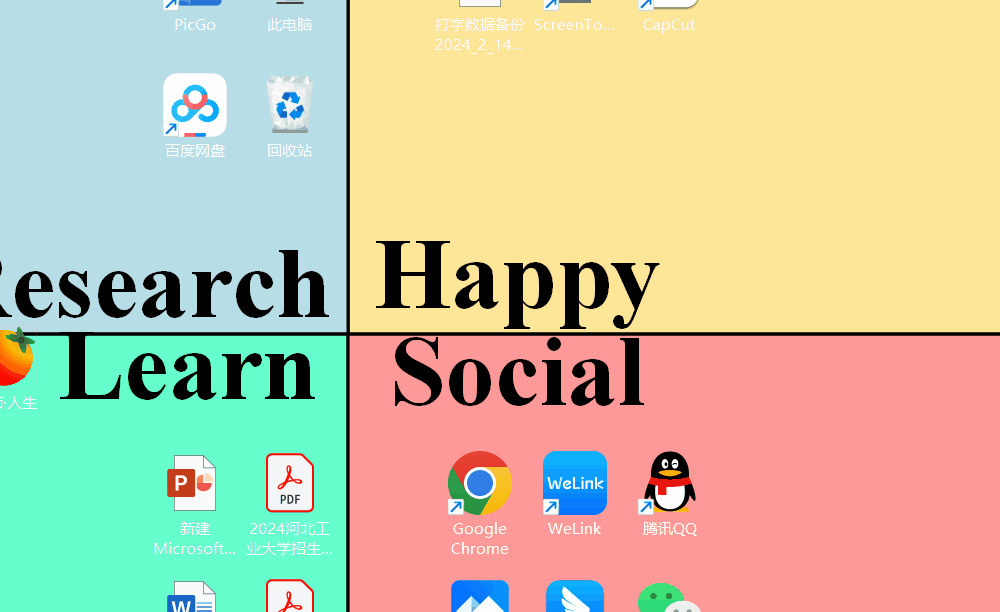 PicGo
此电脑
打字数据备份
2024_2_14...
ScreenTo...
CapCut
百度网盘
回收站
Research
Happy
Learn
Social
人生
P
PDF
WeLink
新建
Microsoft...
2024河北工
业大学招生...
Google
Chrome
WeLink
腾讯QQ
W